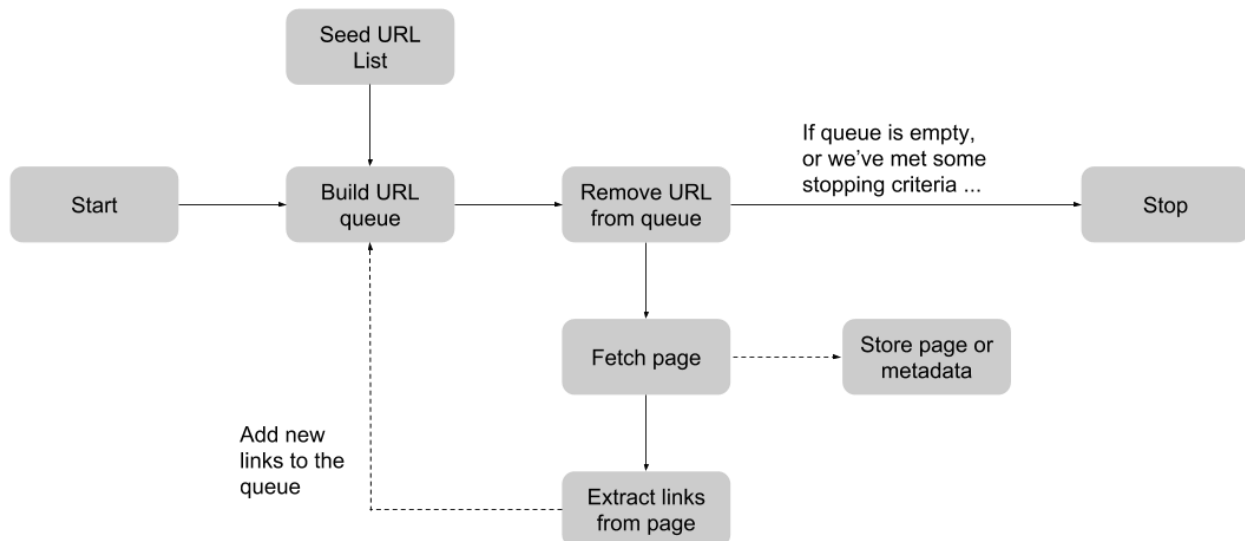 Seed URL
List
If queue is empty,
or we've met some
stopping criteria ...
Start
Build URL
queue
Remove URL
from queue
Stop
Fetch page
Store page or
metadata
Add new
links to the
queue
Extract links
from page